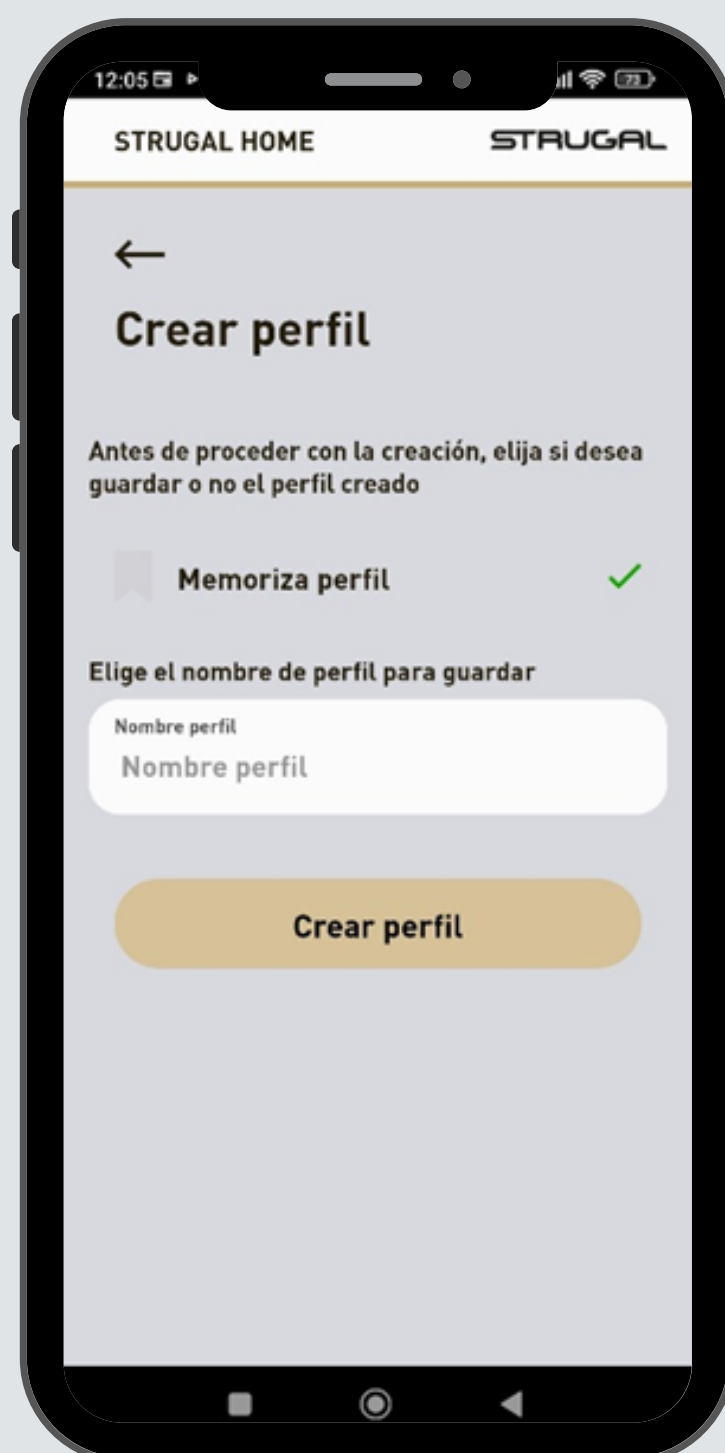 12:05
73
STRUGAL HOME
STRUGAL
Crear perfil
Antes de proceder con la creación, elija si desea
guardar o no el perfil creado
Memoriza perfil
Elige el nombre de perfil para guardar
Nombre perfil
Nombre perfil
Crear perfil